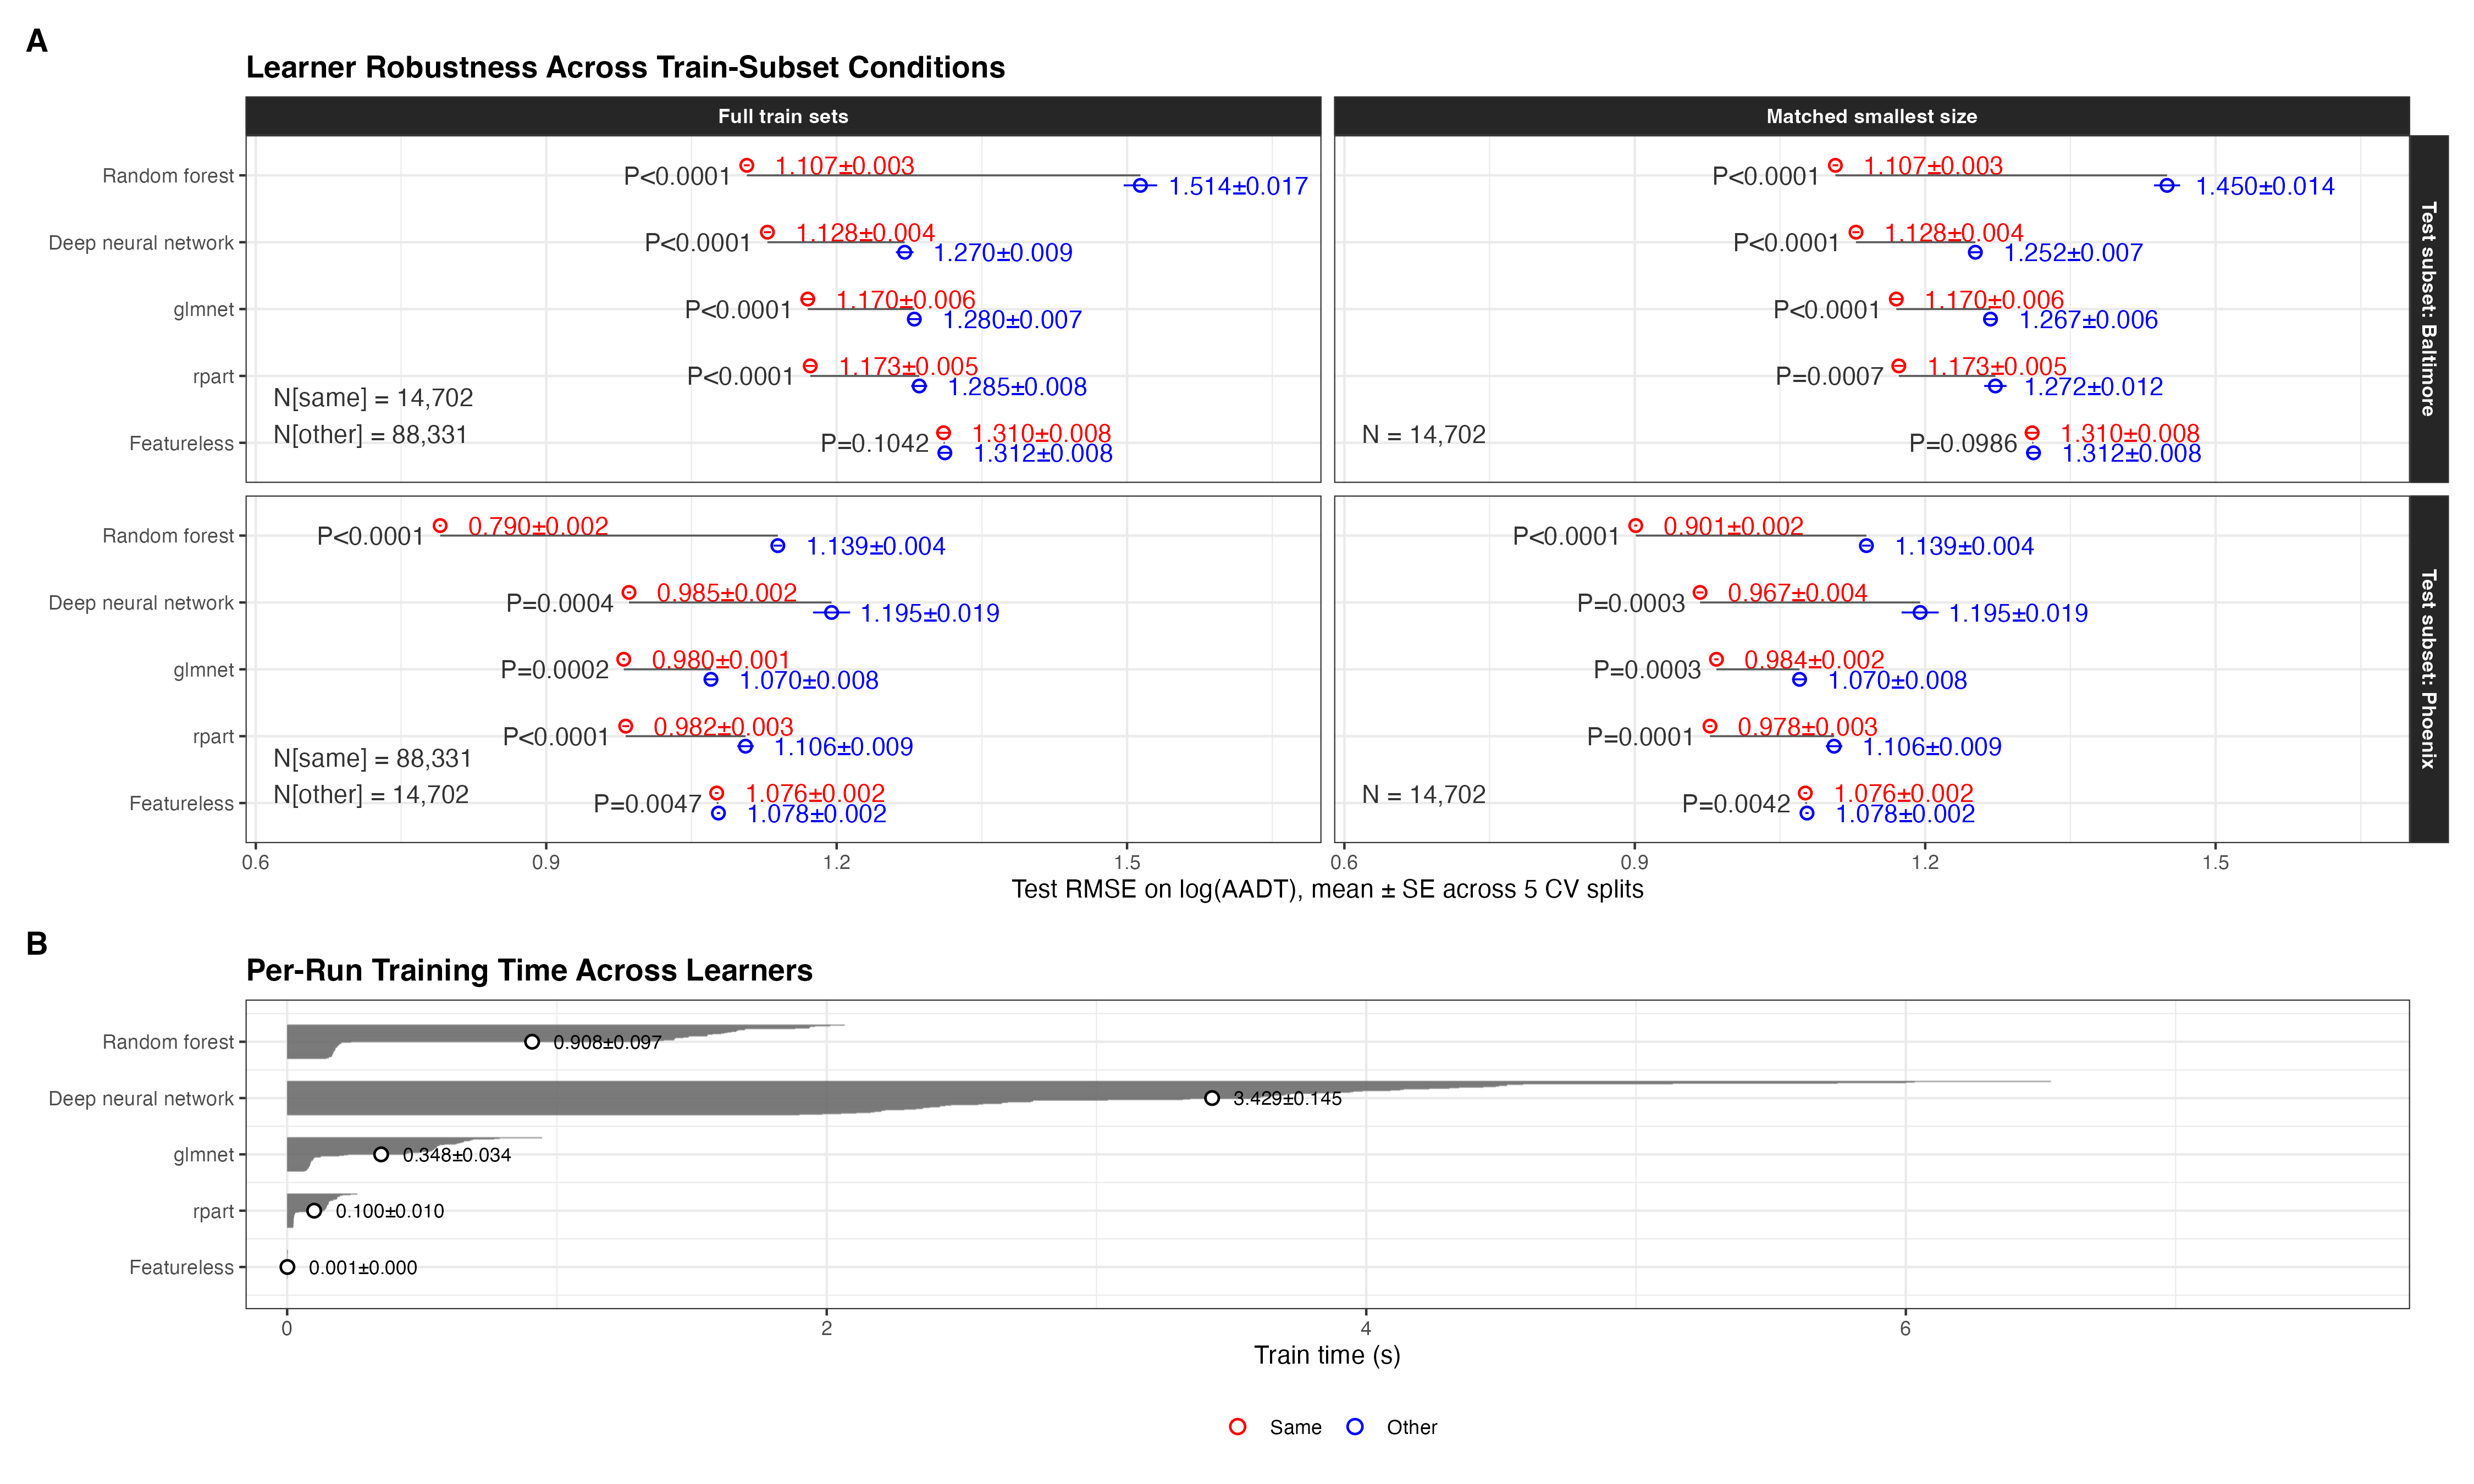 A
Learner Robustness Across Train-Subset Conditions
Full train sets
Matched smallest size
Test subset: Baltimore
Random forest
P<0.0001
1.107±0.003
1.514±0.017
P<0.0001
1.107±0.003
1.450±0.014
Deep neural network
P<0.0001
1.128±0.004
1.270±0.009
P<0.0001
1.128±0.004
1.252±0.007
glmnet
P<0.0001
1.170±0.006
1.280±0.007
P<0.0001
1.170±0.006
1.267±0.006
rpart
P<0.0001
1.173±0.005
1.285±0.008
P=0.0007
1.173±0.005
1.272±0.012
N[same] = 14,702
N[other] = 88,331
N = 14,702
Featureless
P=0.1042
1.310±0.008
1.312±0.008
P=0.0986
1.310±0.008
1.312±0.008
Test subset: Phoenix
Random forest
P<0.0001
0.790±0.002
1.139±0.004
P<0.0001
0.901±0.002
1.139±0.004
Deep neural network
P=0.0004
0.985±0.002
1.195±0.019
P=0.0003
0.967±0.004
1.195±0.019
glmnet
P=0.0002
0.980±0.001
1.070±0.008
P=0.0003
0.984±0.002
1.070±0.008
rpart
P<0.0001
0.982±0.003
1.106±0.009
P=0.0001
0.978±0.003
1.106±0.009
N[same] = 88,331
N[other] = 14,702
N = 14,702
Featureless
P=0.0047
1.076±0.002
1.078±0.002
P=0.0042
1.076±0.002
1.078±0.002
0.6 0.9 1.2 1.5 0.6 0.9 1.2 1.5
Test RMSE on log(AADT), mean ± SE across 5 CV splits
B
Per-Run Training Time Across Learners
Random forest 0.908±0.097
Deep neural network 3.429±0.145
glmnet 0.348±0.034
rpart 0.100±0.010
Featureless 0.001±0.000
0 2 4 6
Train time (s)
Same Other